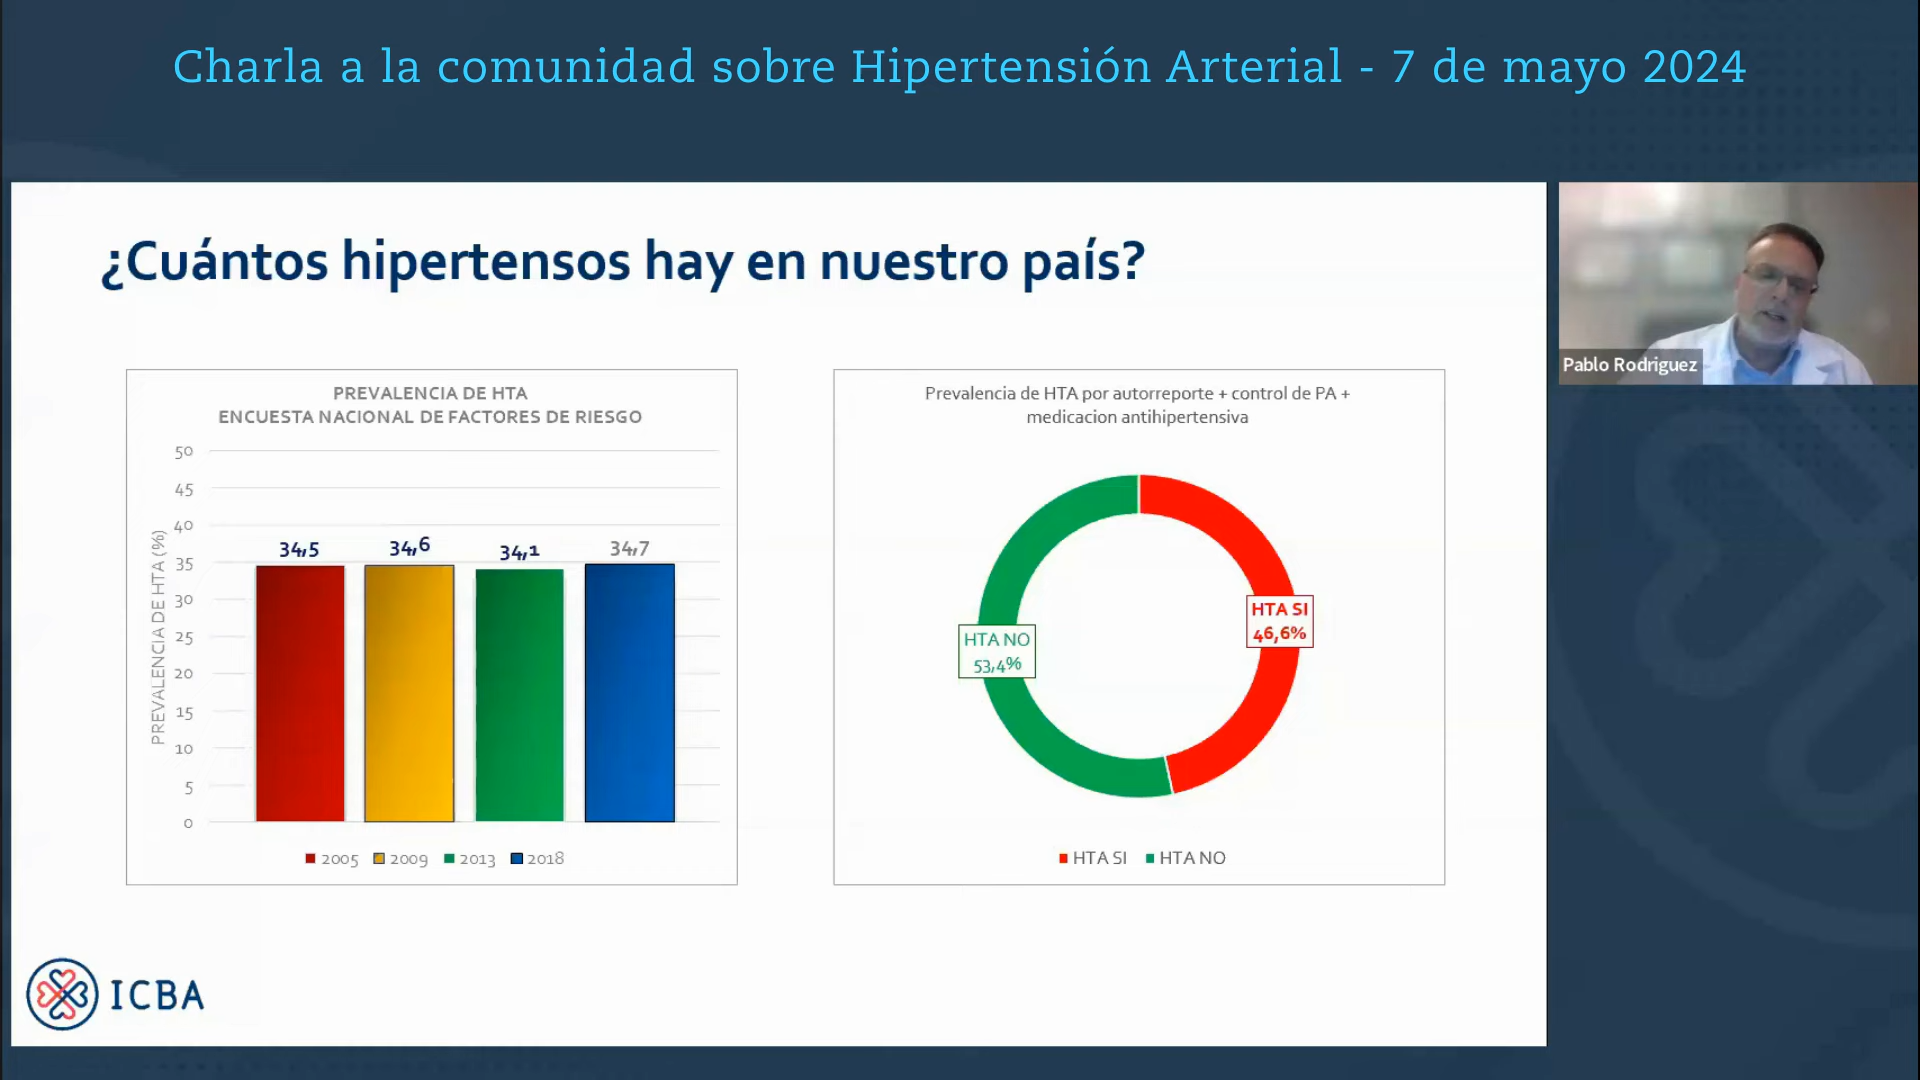 Charla a la comunidad sobre Hipertensión Arterial - 7 de mayo 2024
¿Cuántos hipertensos hay en nuestro país?
PREVALENCIA DE HTA
ENCUESTA NACIONAL DE FACTORES DE RIESGO
PREVALENCIA DE HTA (%)
50
45
40
35
30
25
20
15
10
5
0
34,5
34,6
34,1
34,7
2005 2009 2013 2018
Prevalencia de HTA por autorreporte + control de PA +
medicacion antihipertensiva
HTA SI
46,6%
HTA NO
53,4%
HTA SI HTA NO
Pablo Rodriguez
ICBA